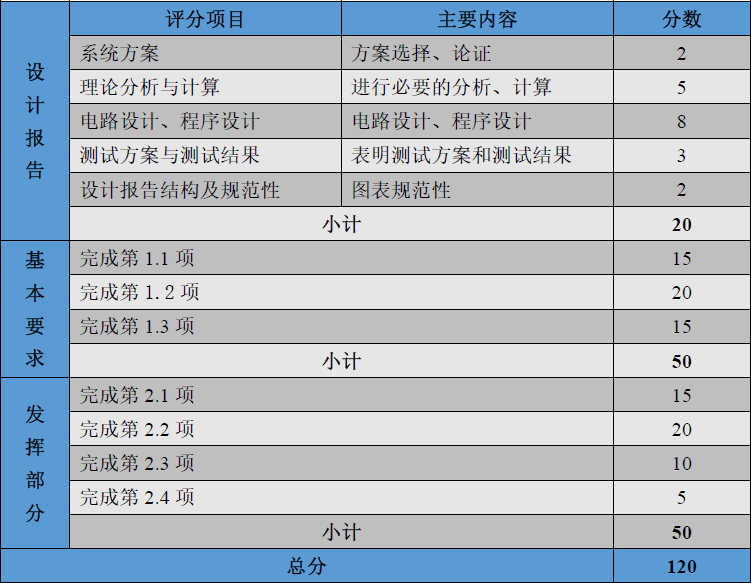 设计报告
评分项目 主要内容 分数
系统方案 方案选择、论证 2
理论分析与计算 进行必要的分析、计算 5
电路设计、程序设计 电路设计、程序设计 8
测试方案与测试结果 表明测试方案和测试结果 3
设计报告结构及规范性 图表规范性 2
小计 20
基本要求
完成第 1.1 项 15
完成第 1.2 项 20
完成第 1.3 项 15
小计 50
发挥部分
完成第 2.1 项 15
完成第 2.2 项 20
完成第 2.3 项 10
完成第 2.4 项 5
小计 50
总分 120